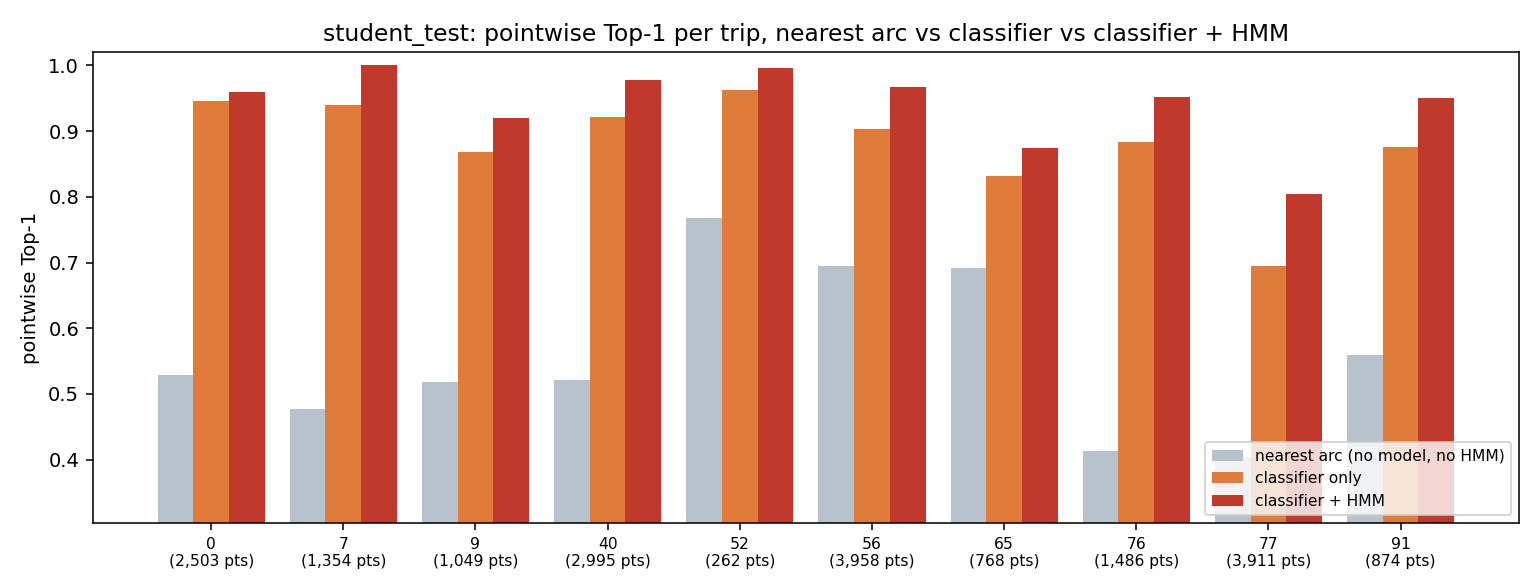 student_test: pointwise Top-1 per trip, nearest arc vs classifier vs classifier + HMM
pointwise Top-1
1.0
0.9
0.8
0.7
0.6
0.5
0.4
nearest arc (no model, no HMM)
classifier only
classifier + HMM
0 7 9 40 52 56 65 76 77 91
(2,503 pts) (1,354 pts) (1,049 pts) (2,995 pts) (262 pts) (3,958 pts) (768 pts) (1,486 pts) (3,911 pts) (874 pts)